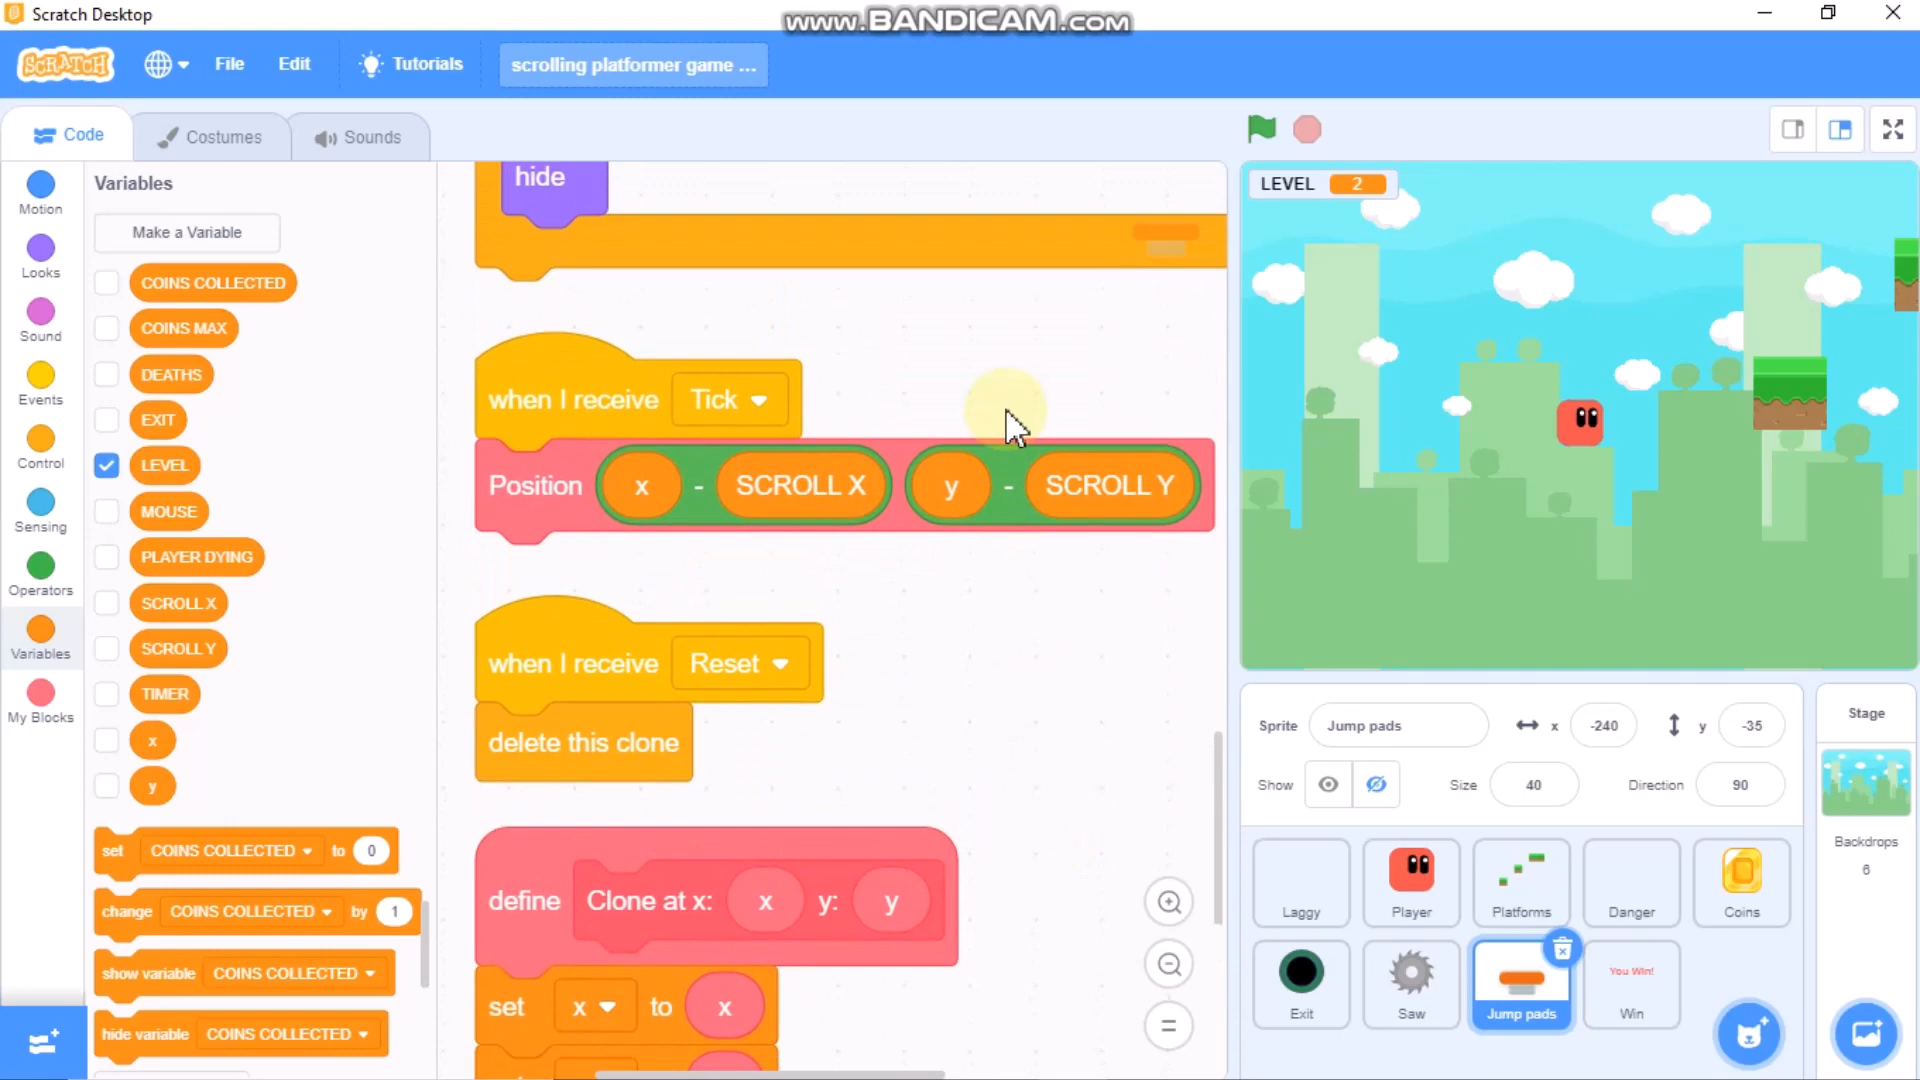 Scratch Desktop
www.BANDICAM.com
SCRATCH
File
Edit
Tutorials
scrolling platformer game ...
Code
Costumes
Sounds
Motion
Looks
Sound
Events
Control
Sensing
Operators
Variables
My Blocks
Variables
Make a Variable
COINS COLLECTED
COINS MAX
DEATHS
EXIT
LEVEL
MOUSE
PLAYER DYING
SCROLL X
SCROLL Y
TIMER
x
y
set COINS COLLECTED to 0
change COINS COLLECTED by 1
show variable COINS COLLECTED
hide variable COINS COLLECTED
hide
when I receive Tick
Position x - SCROLL X y - SCROLL Y
when I receive Reset
delete this clone
define Clone at x: x y: y
set x to x
LEVEL 2
Sprite Jump pads x -240 y -35
Show Size 40 Direction 90
Laggy
Player
Platforms
Danger
Coins
Exit
Saw
Jump pads
You Win!
Win
Stage
Backdrops
6